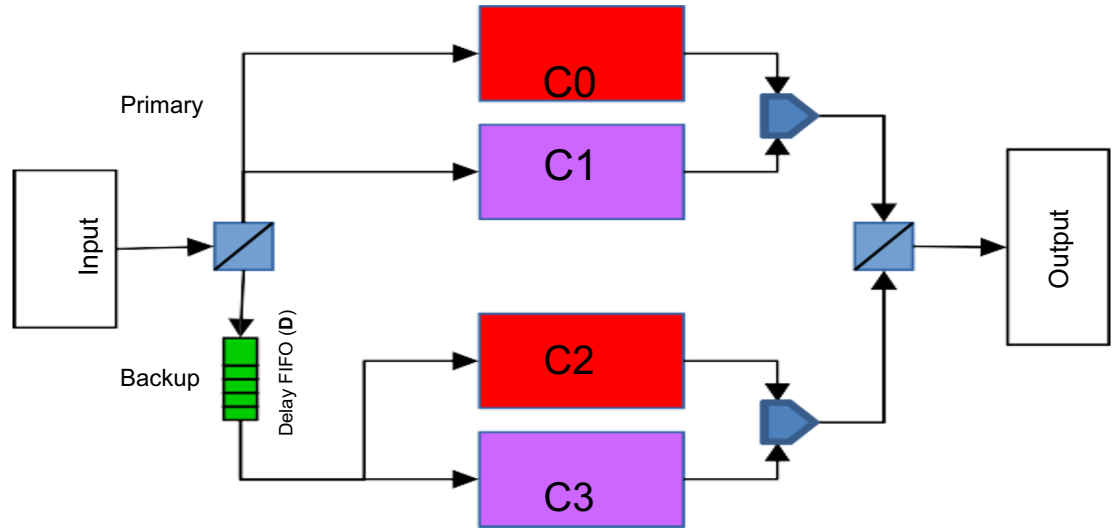 Primary
C0
C1
Input
Output
Backup
Delay FIFO (D)
C2
C3